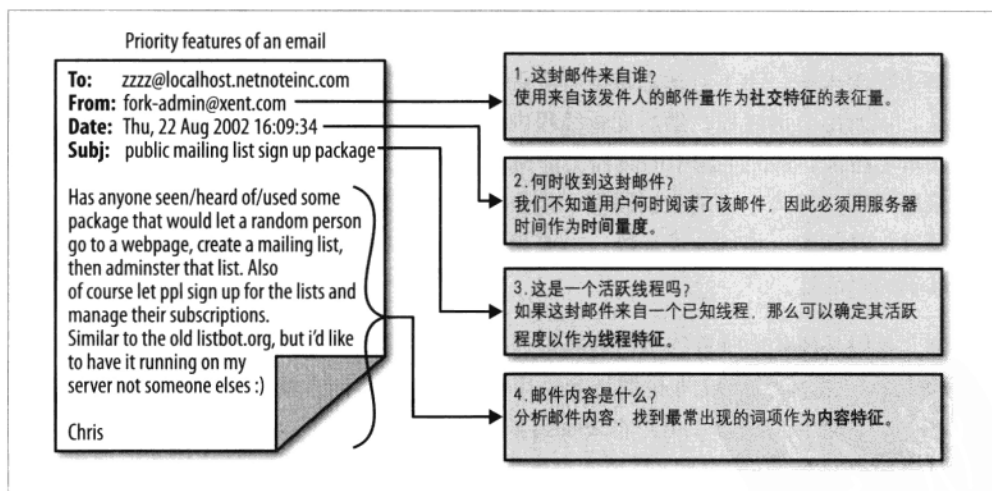 Priority features of an email
To: zzzz@localhost.netnoteinc.com
From: fork-admin@xent.com
Date: Thu, 22 Aug 2002 16:09:34
Subj: public mailing list sign up package
Has anyone seen/heard of/used some
package that would let a random person
go to a webpage, create a mailing list,
then adminster that list. Also
of course let ppl sign up for the lists and
manage their subscriptions.
Similar to the old listbot.org, but i'd like
to have it running on my
server not someone elses :)
Chris
1.这封邮件来自谁?
使用来自该发件人的邮件量作为社交特征的表征量。
2.何时收到这封邮件?
我们不知道用户何时阅读了该邮件，因此必须用服务器
时间作为时间量度。
3.这是一个活跃线程吗?
如果这封邮件来自一个已知线程，那么可以确定其活跃
程度以作为线程特征。
4.邮件内容是什么?
分析邮件内容，找到最常出现的词项作为内容特征。